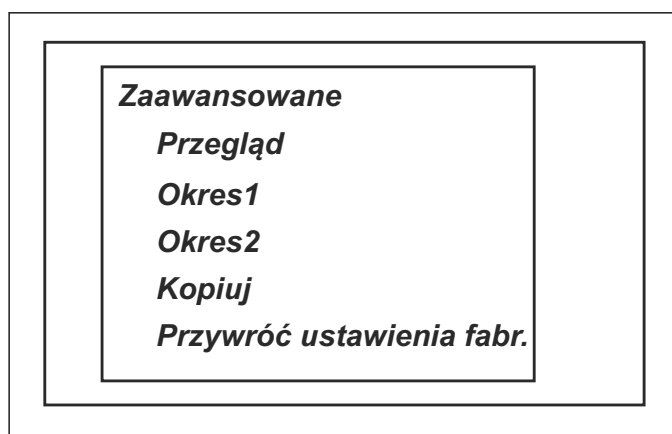 Zaawansowane
Przegląd
Okres1
Okres2
Kopiuj
Przywróć ustawienia fabr.